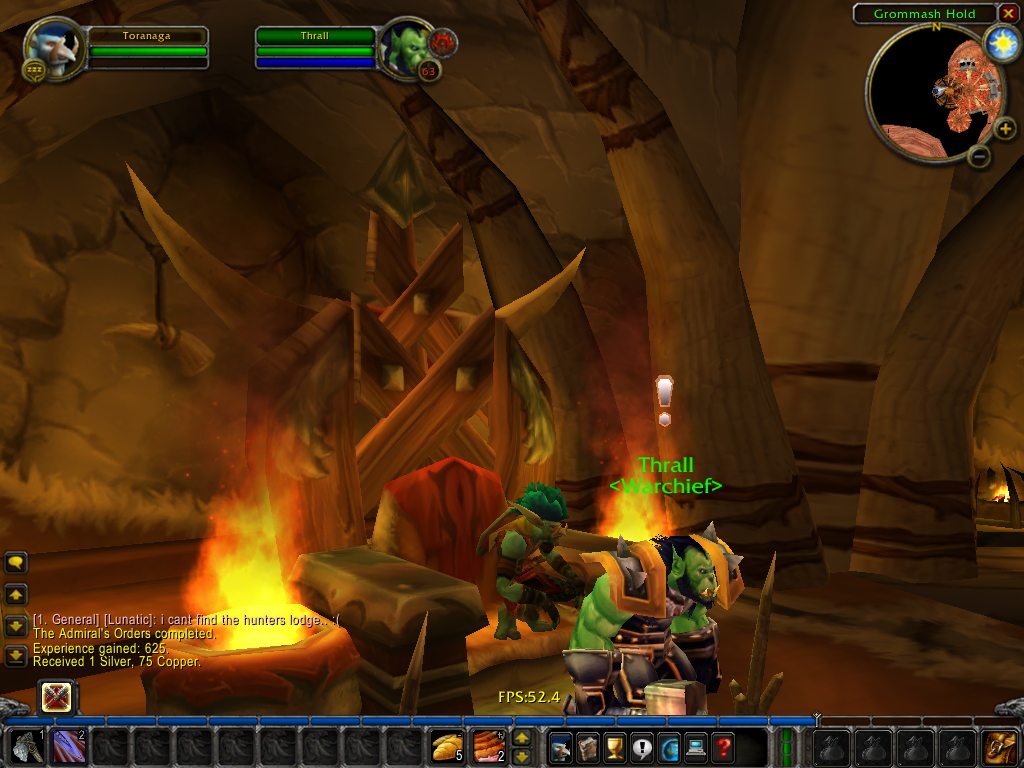 Grommash Hold
N
Toranaga
Thrall
zzz
63
Thrall
<Warchief>
[1. General] [Lunatic]: i cant find the hunters lodge.. :(
The Admiral's Orders completed.
Experience gained: 625.
Received 1 Silver, 75 Copper.
FPS:52.4
1
2
5
2